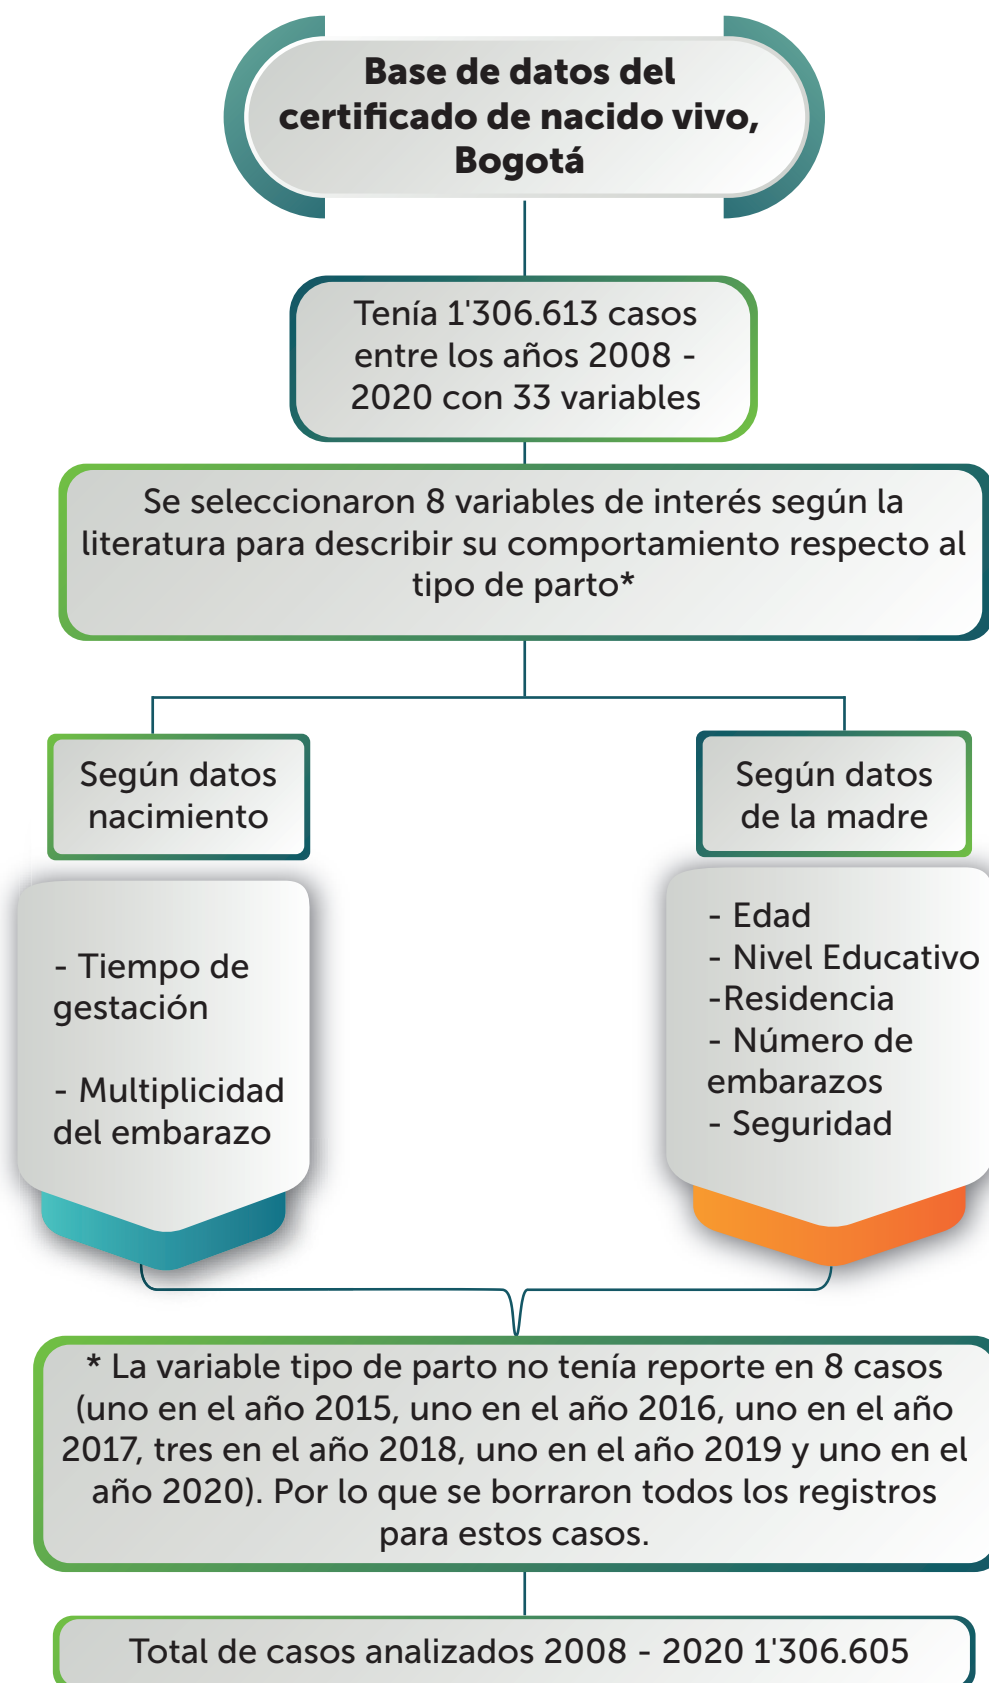 Base de datos del
certificado de nacido vivo,
Bogotá
Tenía 1'306.613 casos
entre los años 2008 -
2020 con 33 variables
Se seleccionaron 8 variables de interés según la
literatura para describir su comportamiento respecto al
tipo de parto*
Según datos
nacimiento
- Tiempo de
gestación
- Multiplicidad
del embarazo
Según datos
de la madre
- Edad
- Nivel Educativo
-Residencia
- Número de
embarazos
- Seguridad
* La variable tipo de parto no tenía reporte en 8 casos
(uno en el año 2015, uno en el año 2016, uno en el año
2017, tres en el año 2018, uno en el año 2019 y uno en el
año 2020). Por lo que se borraron todos los registros
para estos casos.
Total de casos analizados 2008 - 2020 1'306.605